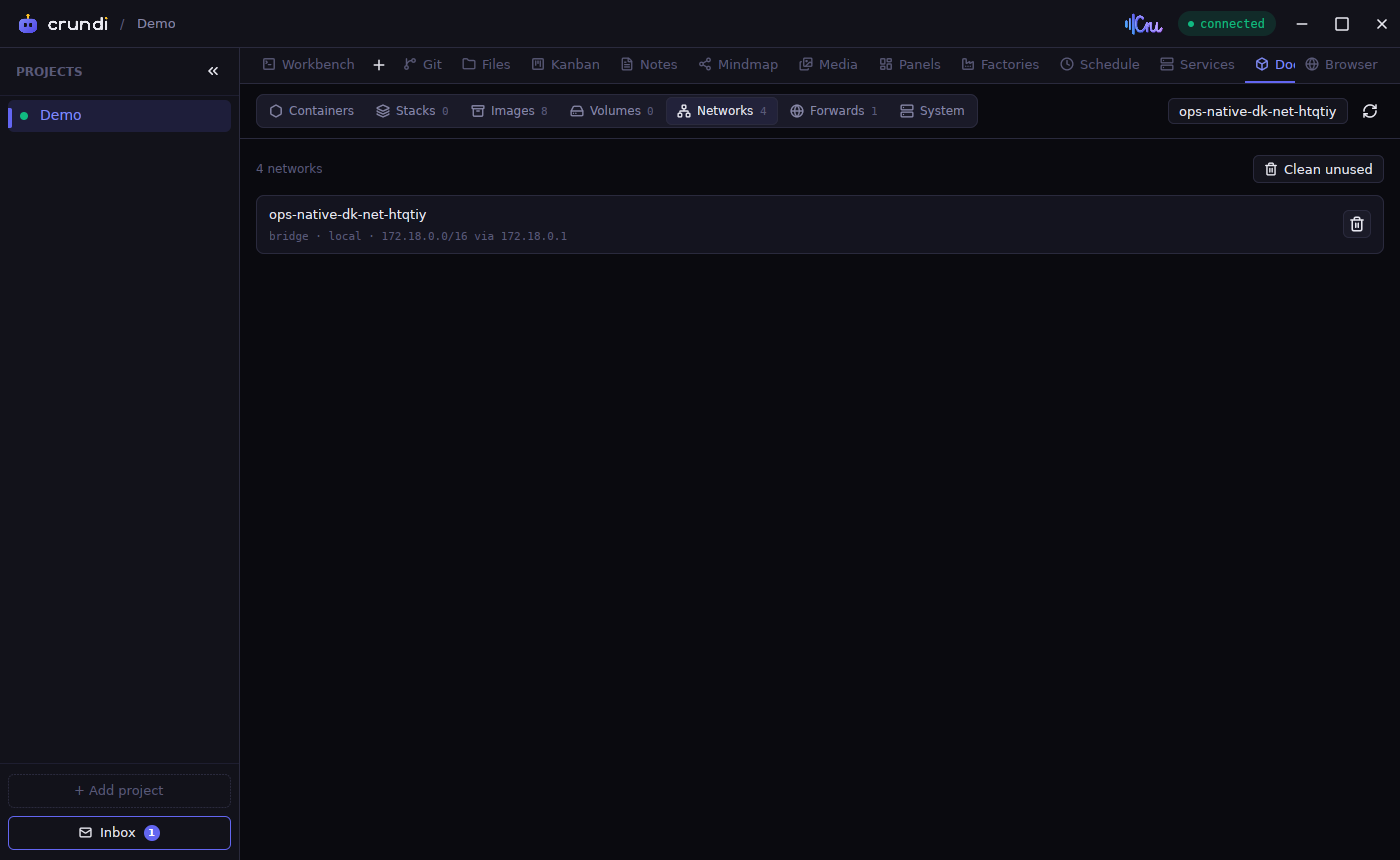 crundi / Demo
Cru
connected
PROJECTS
Workbench
Git
Files
Kanban
Notes
Mindmap
Media
Panels
Factories
Schedule
Services
Doc
Browser
Demo
Containers
Stacks 0
Images 8
Volumes 0
Networks 4
Forwards 1
System
ops-native-dk-net-htqtiy
4 networks
Clean unused
ops-native-dk-net-htqtiy
bridge · local · 172.18.0.0/16 via 172.18.0.1
+ Add project
Inbox 1